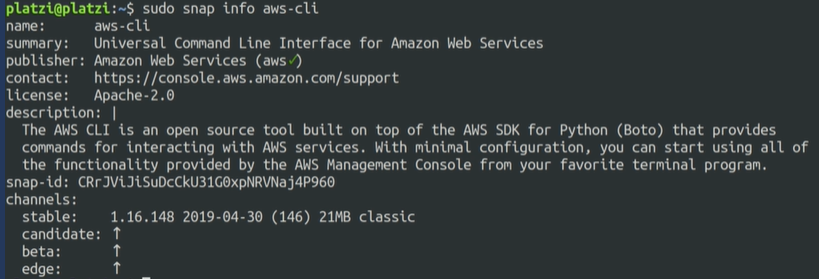 platzi@platzi:~$ sudo snap info aws-cli
name:      aws-cli
summary:   Universal Command Line Interface for Amazon Web Services
publisher: Amazon Web Services (aws✓)
contact:   https://console.aws.amazon.com/support
license:   Apache-2.0
description: |
  The AWS CLI is an open source tool built on top of the AWS SDK for Python (Boto) that provides
  commands for interacting with AWS services. With minimal configuration, you can start using all of
  the functionality provided by the AWS Management Console from your favorite terminal program.
snap-id: CRrJViJiSuDcCkU31G0xpNRVNaj4P960
channels:
  stable:    1.16.148 2019-04-30 (146) 21MB classic
  candidate: ↑
  beta:      ↑
  edge:      ↑